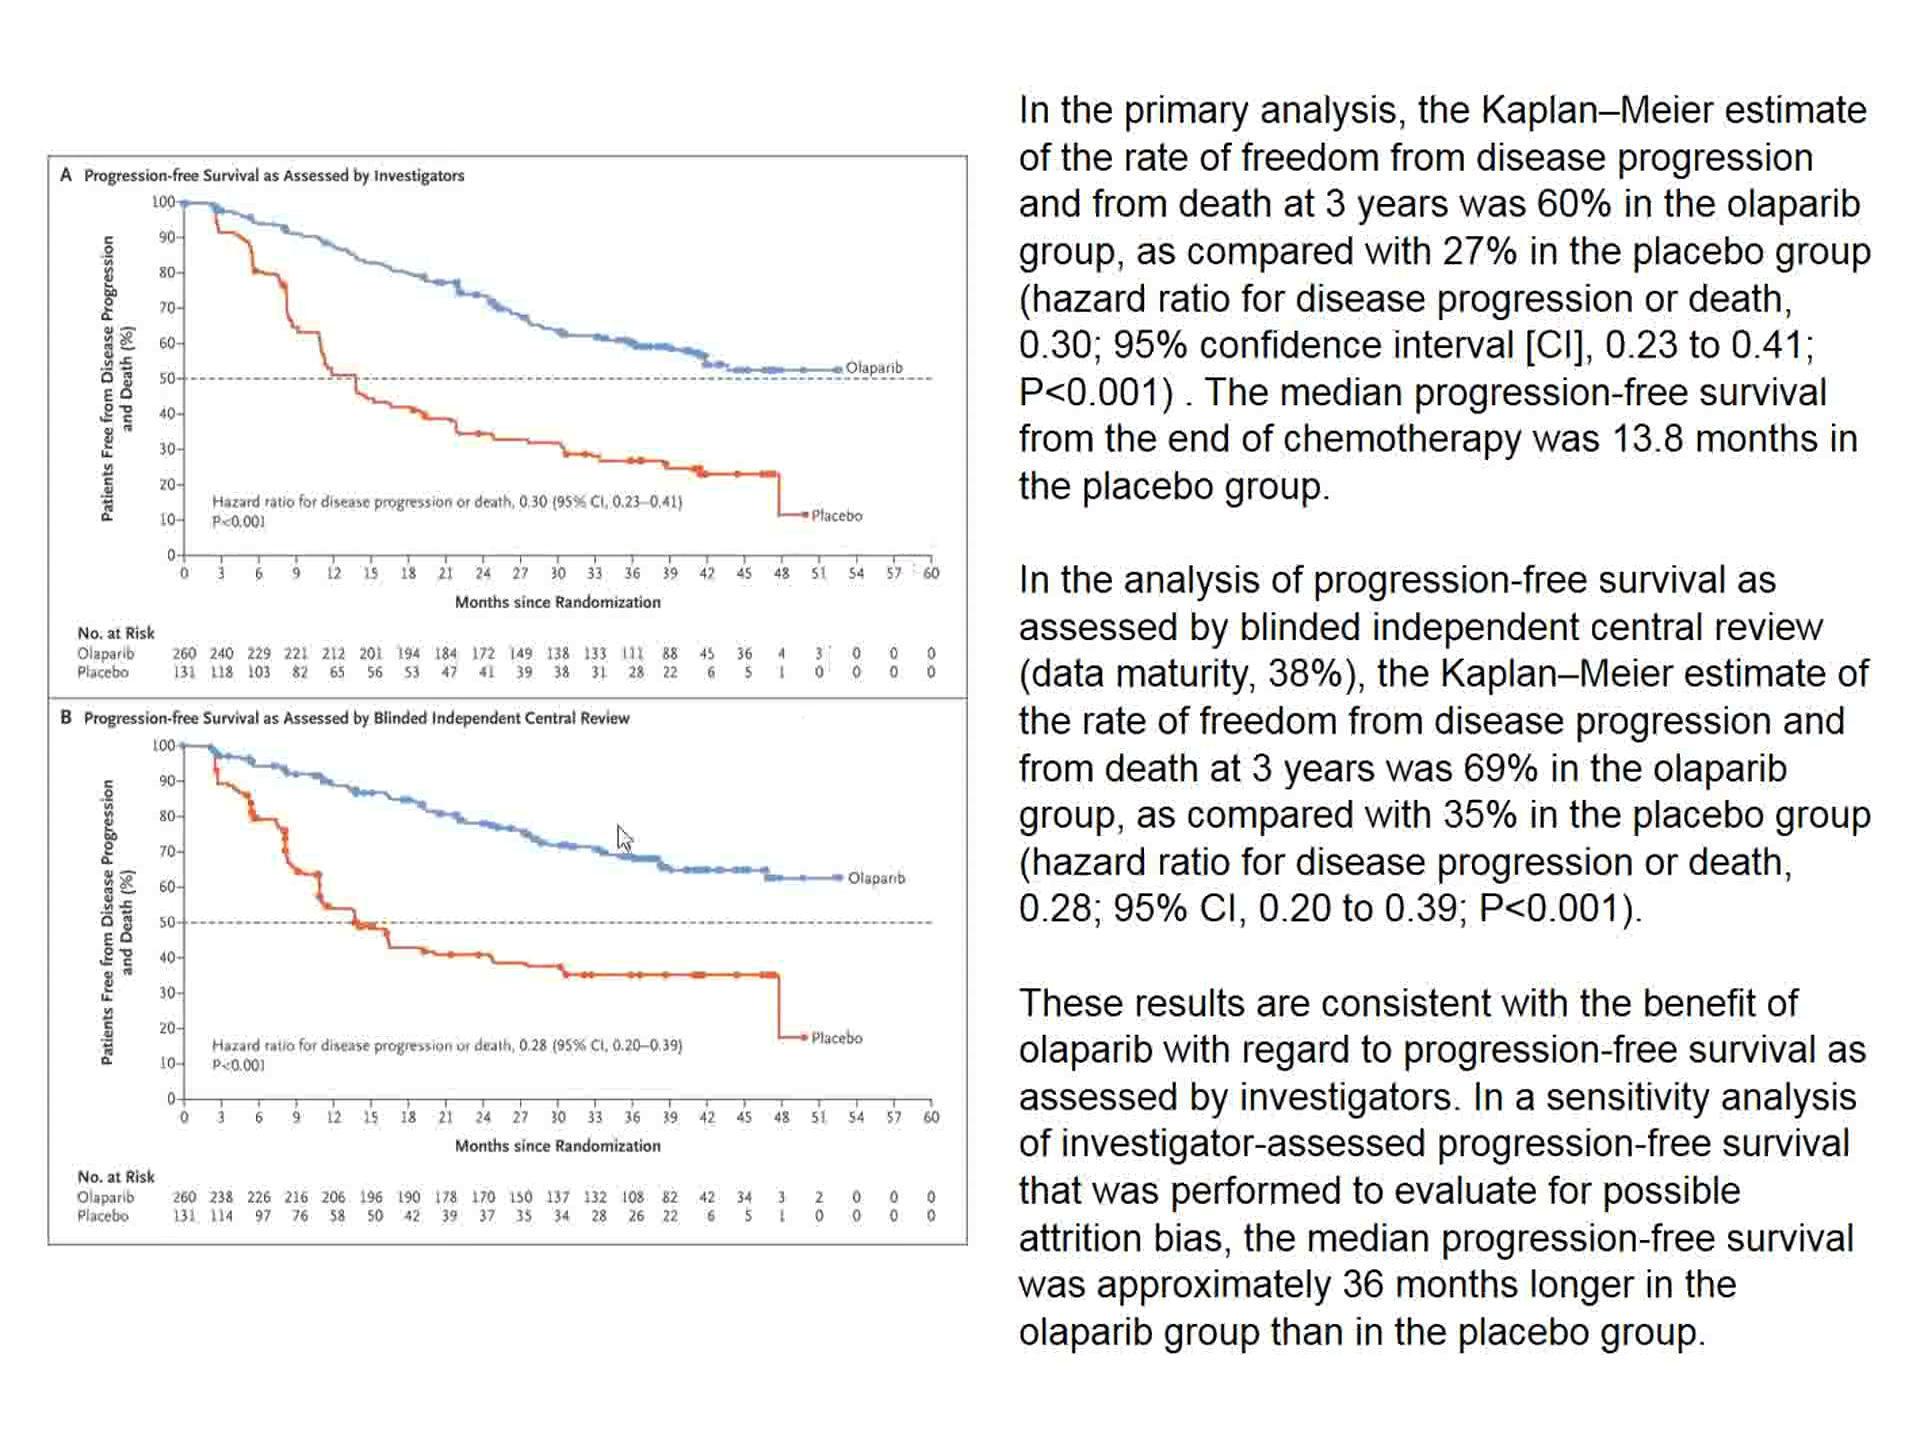 A Progression-free Survival as Assessed by Investigators
Patients Free from Disease Progression
and Death (%)
100
90
80
70
60
50
40
30
20
10
0
Olaparib
Placebo
Hazard ratio for disease progression or death, 0.30 (95% CI, 0.23–0.41)
P<0.001
0 3 6 9 12 15 18 21 24 27 30 33 36 39 42 45 48 51 54 57 60
Months since Randomization
No. at Risk
Olaparib 260 240 229 221 212 201 194 184 172 149 138 133 111 88 45 36 4 3 0 0 0
Placebo 131 118 103 82 65 56 53 47 41 39 38 31 28 22 6 5 1 0 0 0 0
B Progression-free Survival as Assessed by Blinded Independent Central Review
Patients Free from Disease Progression
and Death (%)
100
90
80
70
60
50
40
30
20
10
0
Olaparib
Placebo
Hazard ratio for disease progression or death, 0.28 (95% CI, 0.20–0.39)
P<0.001
0 3 6 9 12 15 18 21 24 27 30 33 36 39 42 45 48 51 54 57 60
Months since Randomization
No. at Risk
Olaparib 260 238 226 216 206 196 190 178 170 150 137 132 108 82 42 34 3 2 0 0 0
Placebo 131 114 97 76 58 50 42 39 37 35 34 28 26 22 6 5 1 0 0 0 0
In the primary analysis, the Kaplan–Meier estimate
of the rate of freedom from disease progression
and from death at 3 years was 60% in the olaparib
group, as compared with 27% in the placebo group
(hazard ratio for disease progression or death,
0.30; 95% confidence interval [CI], 0.23 to 0.41;
P<0.001) . The median progression-free survival
from the end of chemotherapy was 13.8 months in
the placebo group.
In the analysis of progression-free survival as
assessed by blinded independent central review
(data maturity, 38%), the Kaplan–Meier estimate of
the rate of freedom from disease progression and
from death at 3 years was 69% in the olaparib
group, as compared with 35% in the placebo group
(hazard ratio for disease progression or death,
0.28; 95% CI, 0.20 to 0.39; P<0.001).
These results are consistent with the benefit of
olaparib with regard to progression-free survival as
assessed by investigators. In a sensitivity analysis
of investigator-assessed progression-free survival
that was performed to evaluate for possible
attrition bias, the median progression-free survival
was approximately 36 months longer in the
olaparib group than in the placebo group.